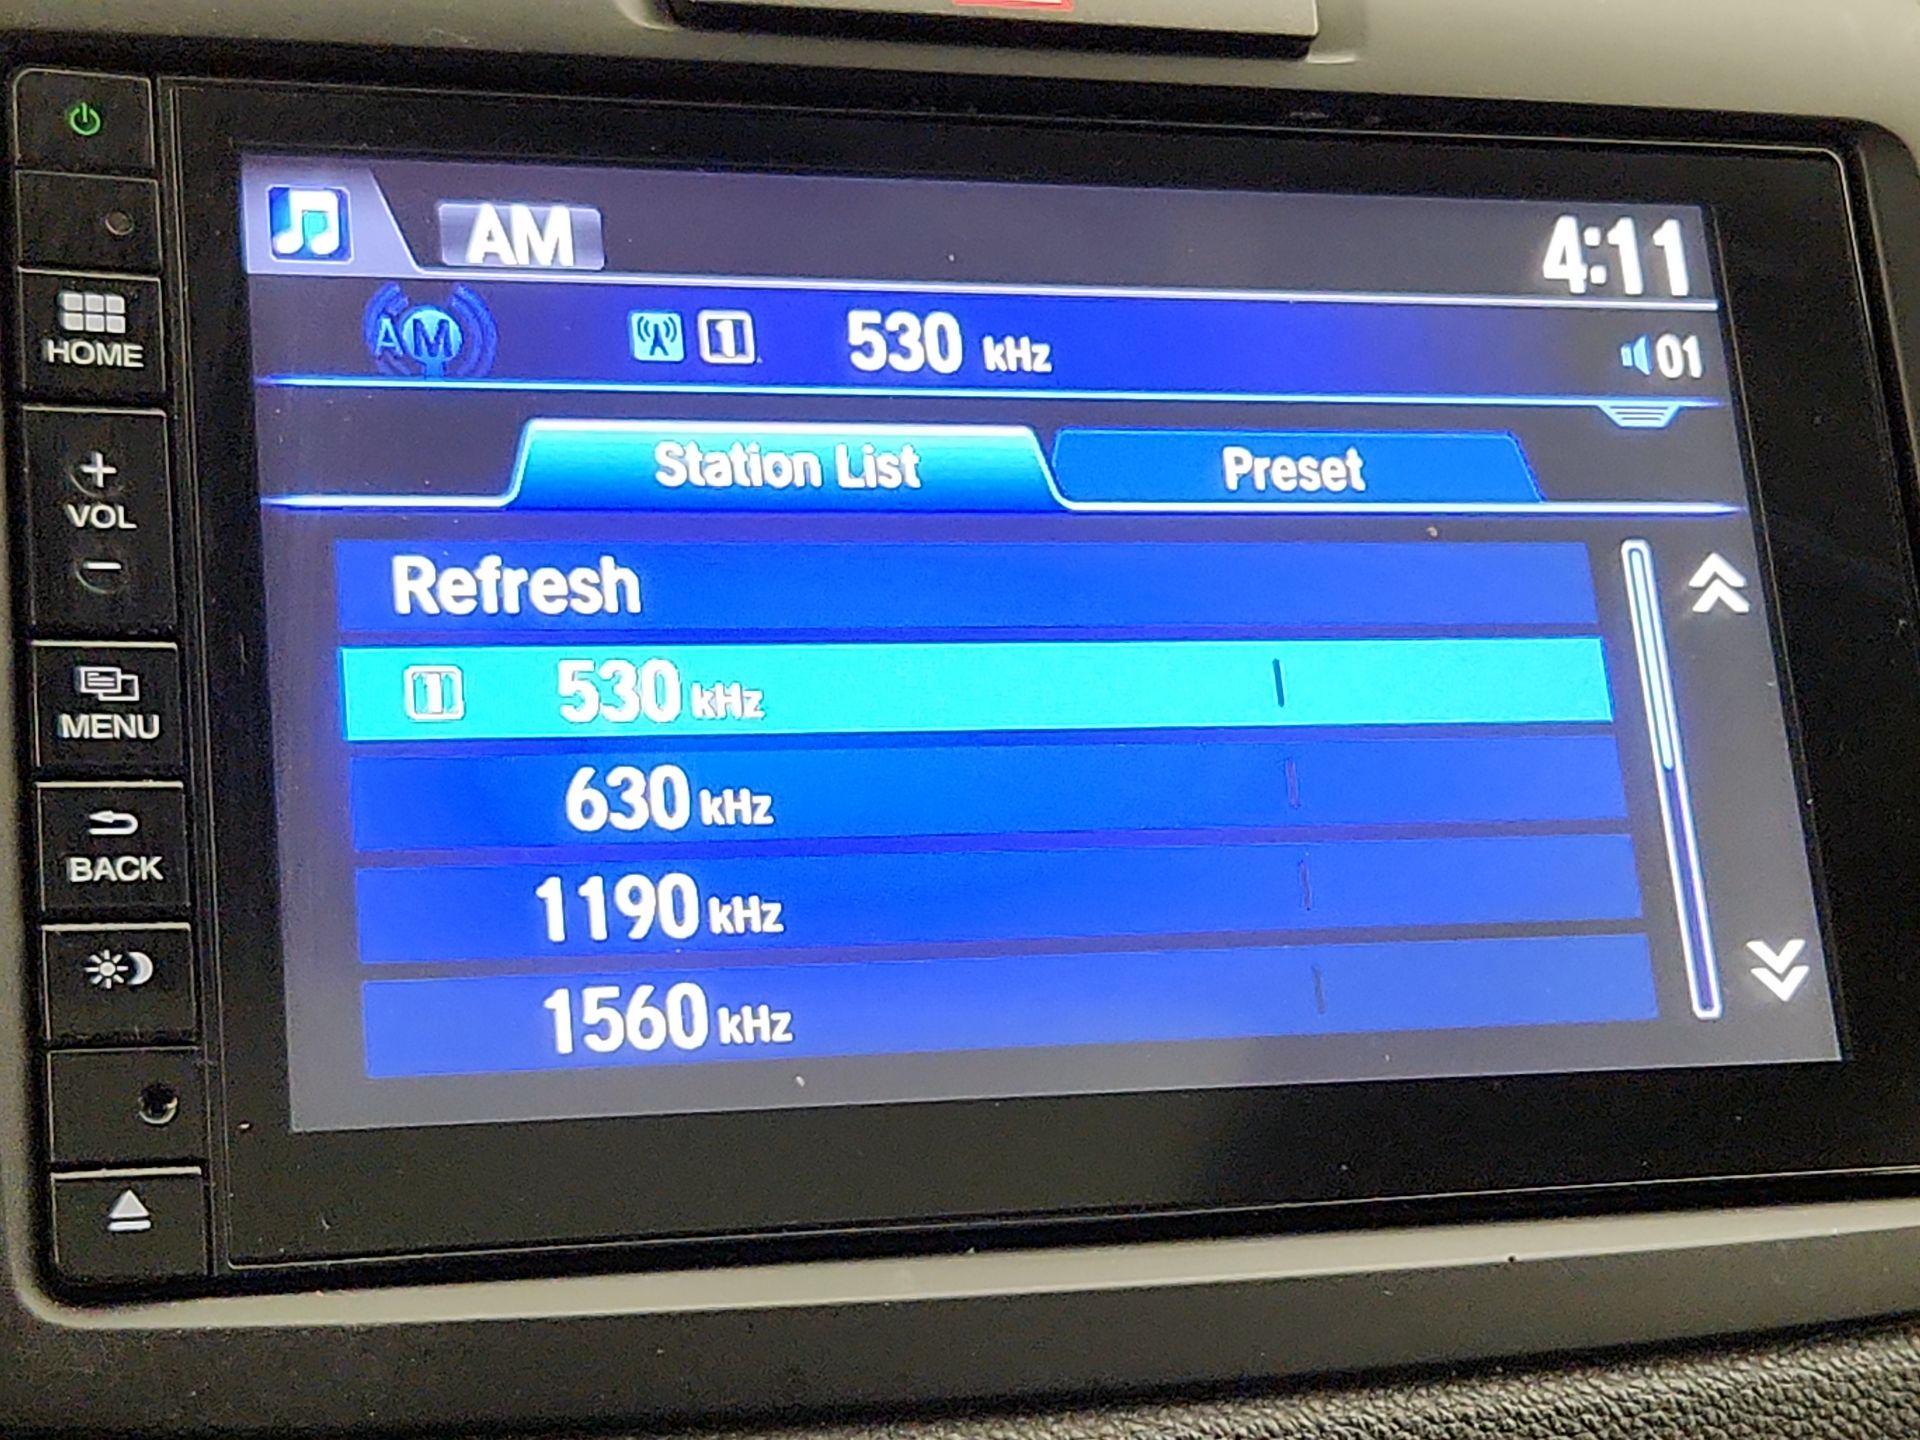 AM 4:11
AM 1 530 kHz 01
Station List Preset
Refresh
1 530 kHz
630 kHz
1190 kHz
1560 kHz
HOME
+
VOL
-
MENU
BACK